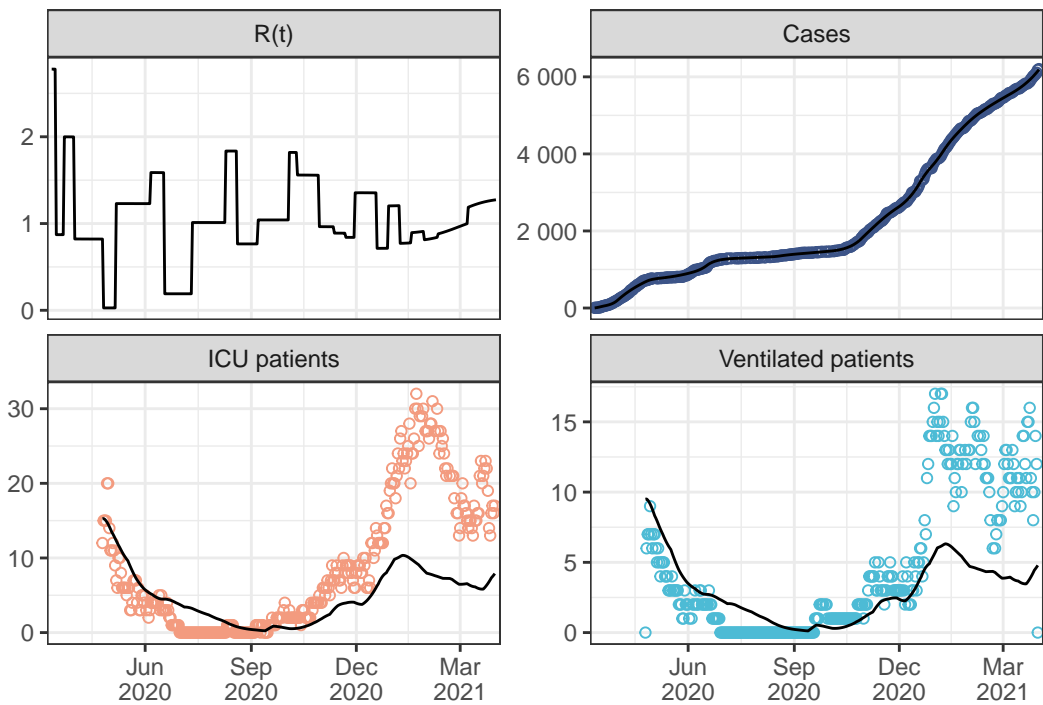 R(t)
Cases
2
1
0
6 000
4 000
2 000
0
ICU patients
Ventilated patients
30
20
10
0
15
10
5
0
Jun Sep Dec Mar
2020 2020 2020 2021
Jun Sep Dec Mar
2020 2020 2020 2021